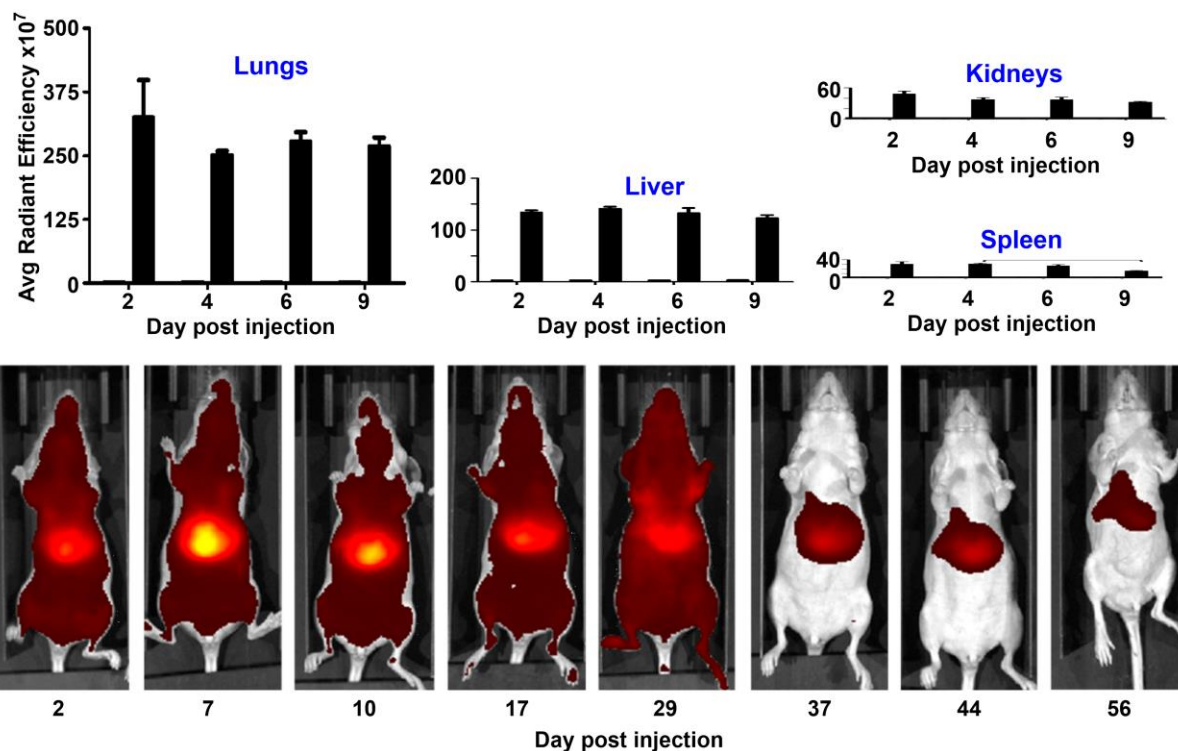 Avg Radiant Efficiency x10⁷
500
375
250
125
0
Lungs
2 4 6 9
Day post injection
200
100
0
Liver
2 4 6 9
Day post injection
Kidneys
60
0
2 4 6 9
Day post injection
Spleen
40
0
2 4 6 9
Day post injection
2 7 10 17 29 37 44 56
Day post injection